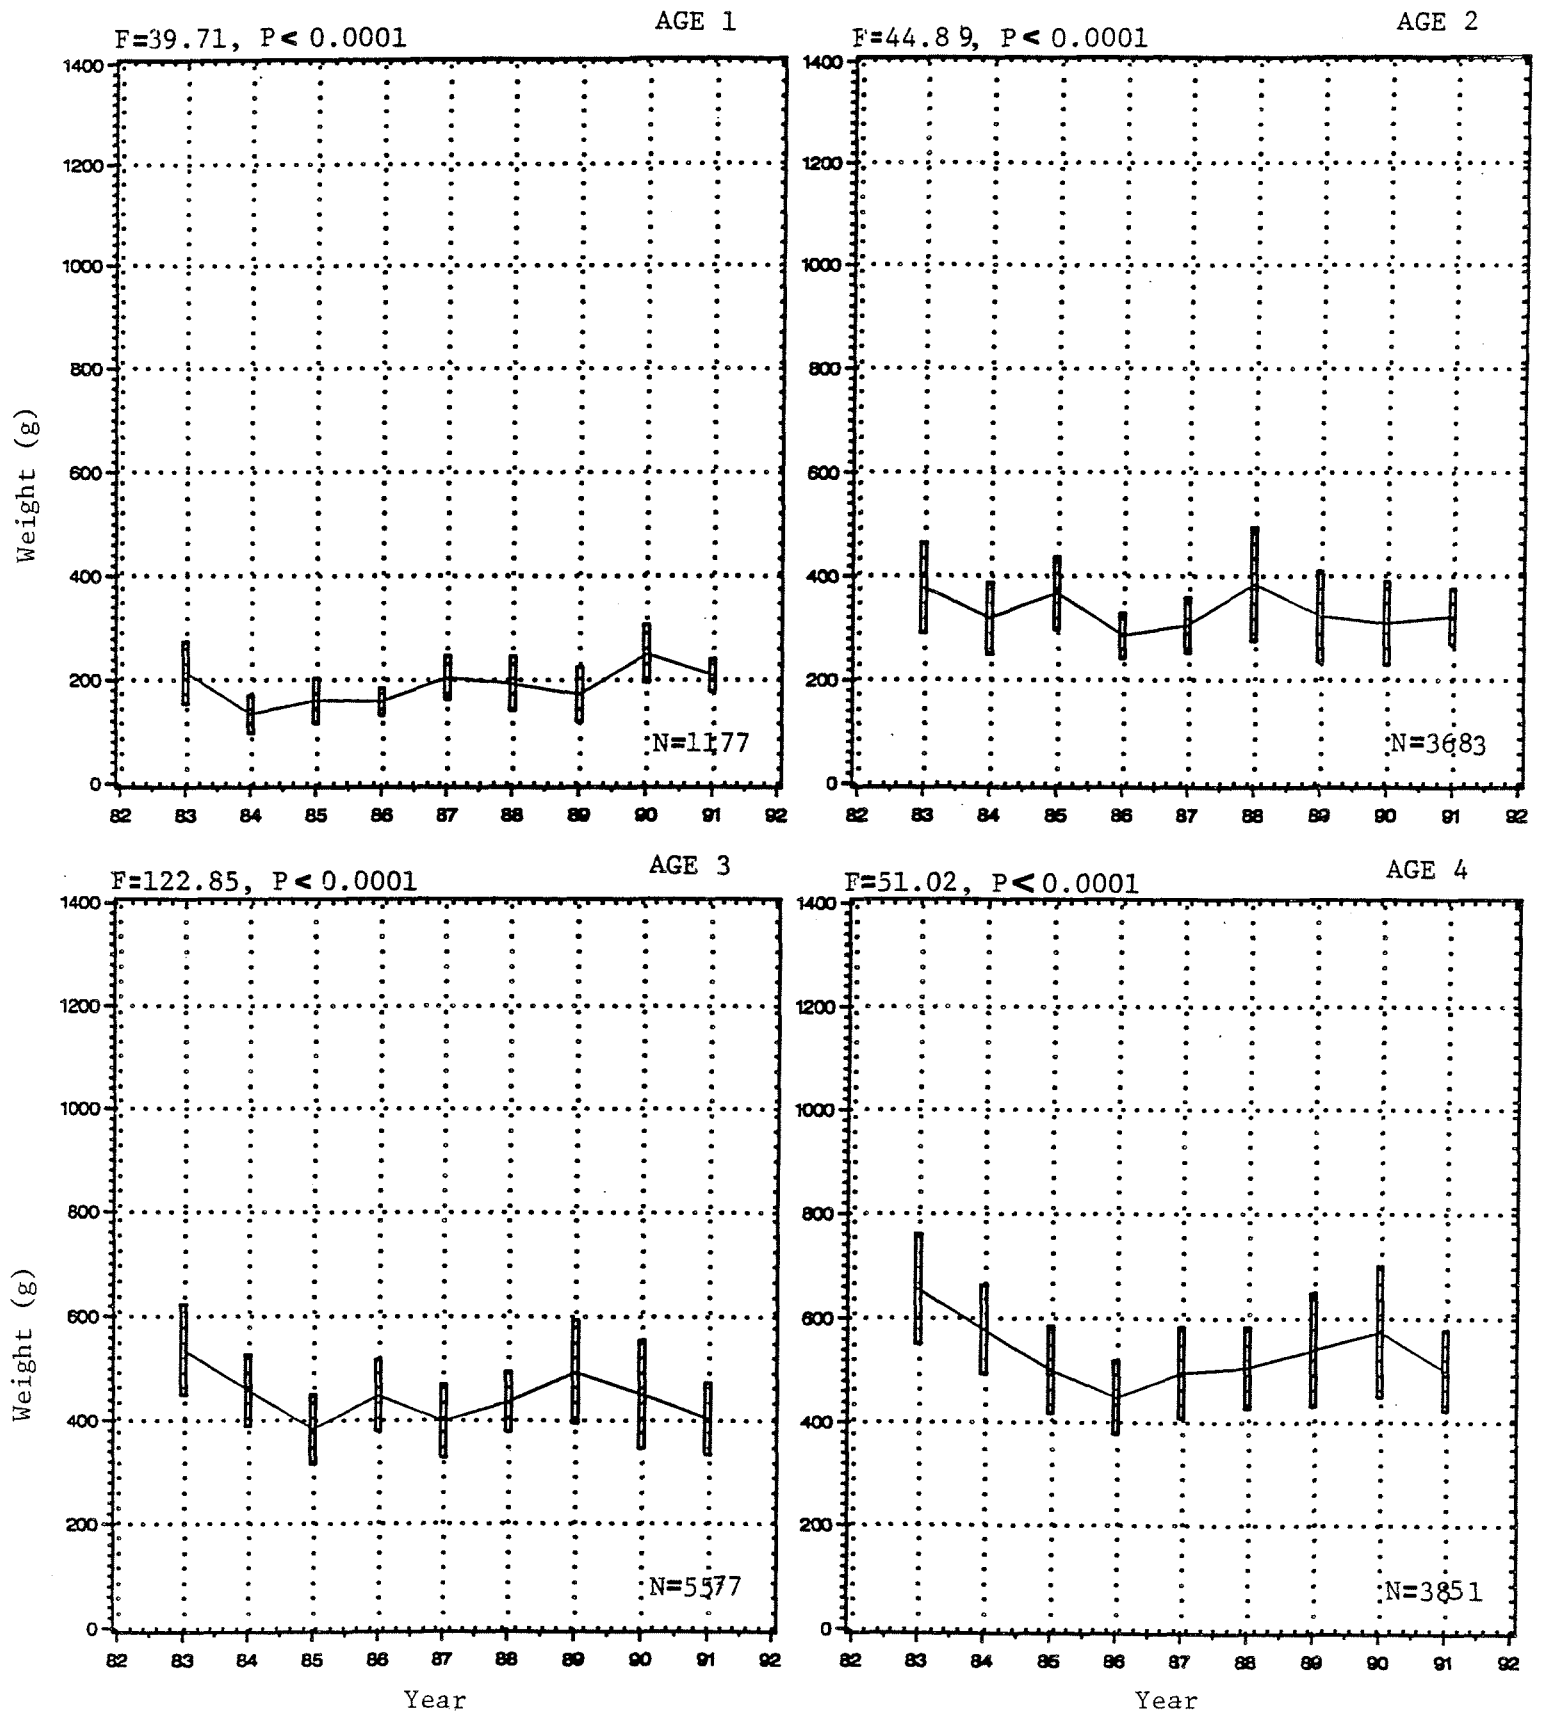 AGE 1
F=39.71, P< 0.0001
1400
1200
1000
800
600
400
200
0
Weight (g)
N=1177
82 83 84 85 86 87 88 89 90 91 92
AGE 2
F=44.89, P< 0.0001
1400
1200
1000
800
600
400
200
0
N=3683
82 83 84 85 86 87 88 89 90 91 92
AGE 3
F=122.85, P< 0.0001
1400
1200
1000
800
600
400
200
0
Weight (g)
N=5577
82 83 84 85 86 87 88 89 90 91 92
Year
AGE 4
F=51.02, P< 0.0001
1400
1200
1000
800
600
400
200
0
N=3851
82 83 84 85 86 87 88 89 90 91 92
Year